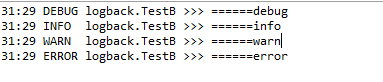 31:29 DEBUG logback.TestB >>> ======debug
31:29 INFO  logback.TestB >>> ======info
31:29 WARN  logback.TestB >>> ======warn
31:29 ERROR logback.TestB >>> ======error